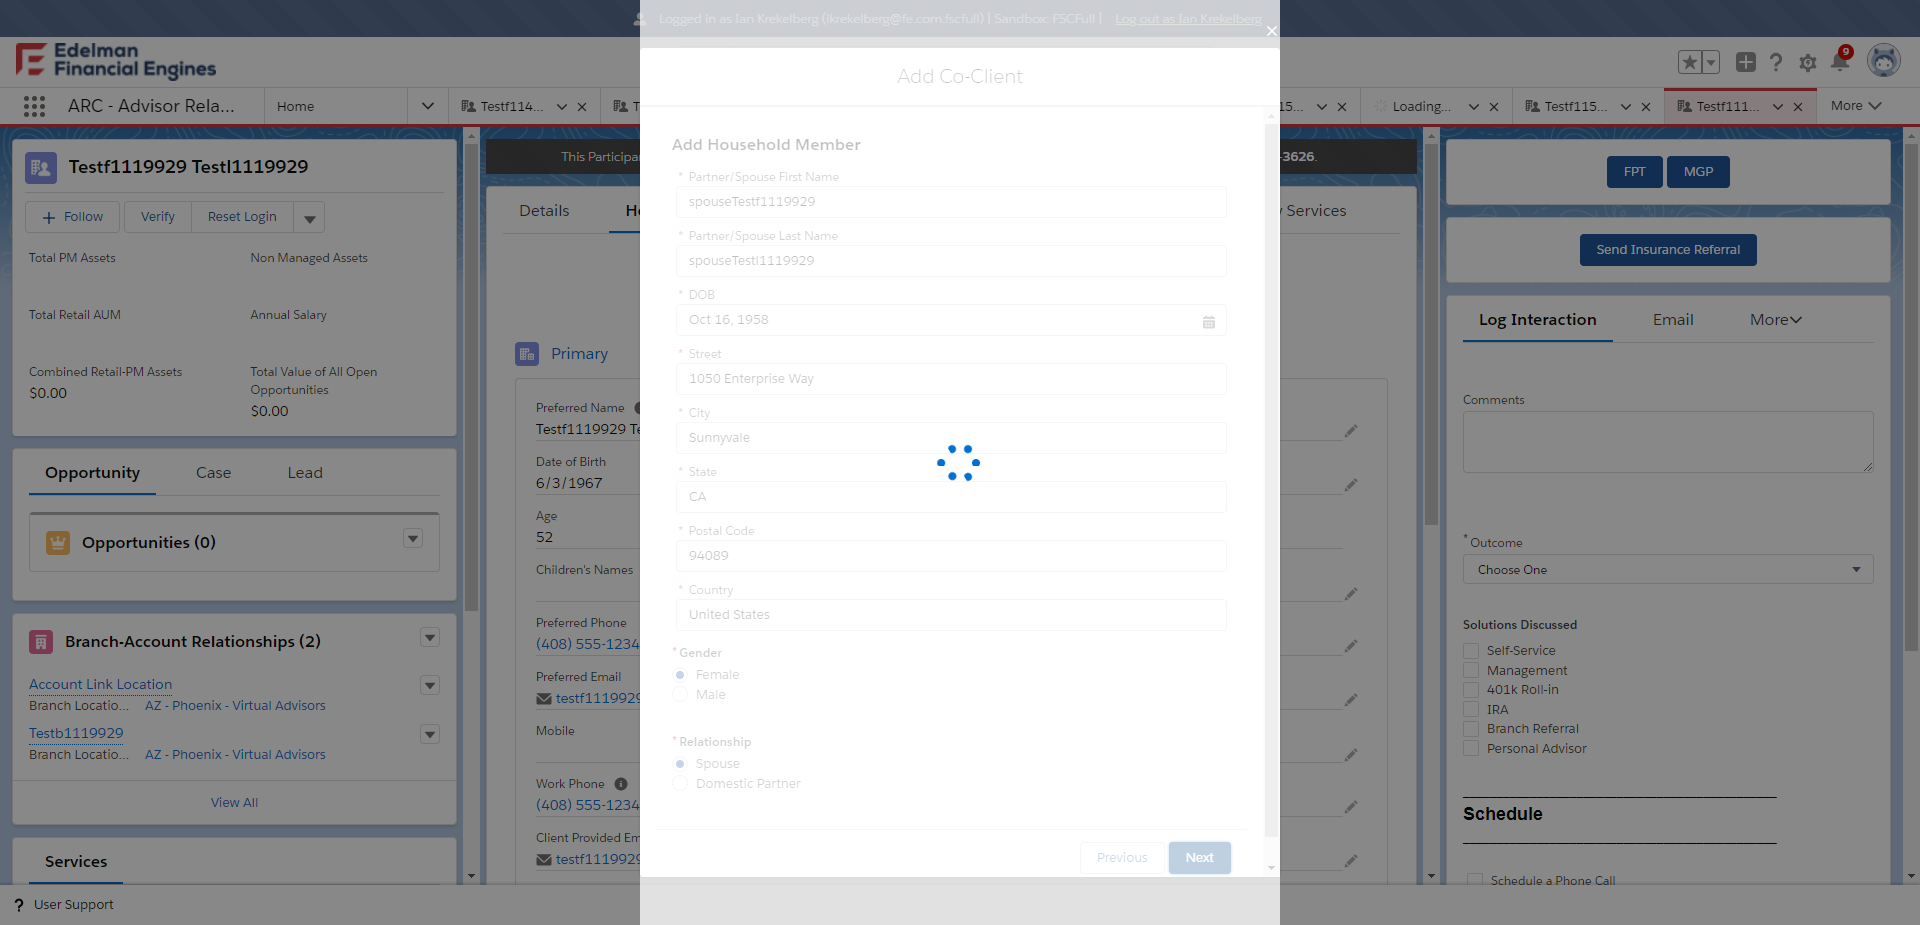 Logged in as Ian Krekelberg (ikrekelberg@fe.com.fscfull) | Sandbox: FSCFull | Log out as Ian Krekelberg
Edelman
Financial Engines
9
ARC - Advisor Rela...
Home
Testf114...
Loading...
Testf115...
Testf111...
More
Testf1119929 Testl1119929
Follow
Verify
Reset Login
Total PM Assets
Non Managed Assets
Total Retail AUM
Annual Salary
Combined Retail-PM Assets
$0.00
Total Value of All Open
Opportunities
$0.00
Opportunity
Case
Lead
Opportunities (0)
Branch-Account Relationships (2)
Account Link Location
Branch Locatio... AZ - Phoenix - Virtual Advisors
Testb1119929
Branch Locatio... AZ - Phoenix - Virtual Advisors
View All
Services
? User Support
This Participa
-3626.
Details
Services
Primary
Preferred Name
Testf1119929 Te
Date of Birth
6/3/1967
Age
52
Children's Names
Preferred Phone
(408) 555-1234
Preferred Email
testf1119929
Mobile
Work Phone
(408) 555-1234
Client Provided Em
testf1119929
Add Co-Client
Add Household Member
* Partner/Spouse First Name
spouseTestf1119929
* Partner/Spouse Last Name
spouseTestl1119929
* DOB
Oct 16, 1958
* Street
1050 Enterprise Way
* City
Sunnyvale
* State
CA
* Postal Code
94089
* Country
United States
* Gender
Female
Male
* Relationship
Spouse
Domestic Partner
Previous
Next
FPT
MGP
Send Insurance Referral
Log Interaction
Email
More
Comments
* Outcome
Choose One
Solutions Discussed
Self-Service
Management
401k Roll-in
IRA
Branch Referral
Personal Advisor
Schedule
Schedule a Phone Call